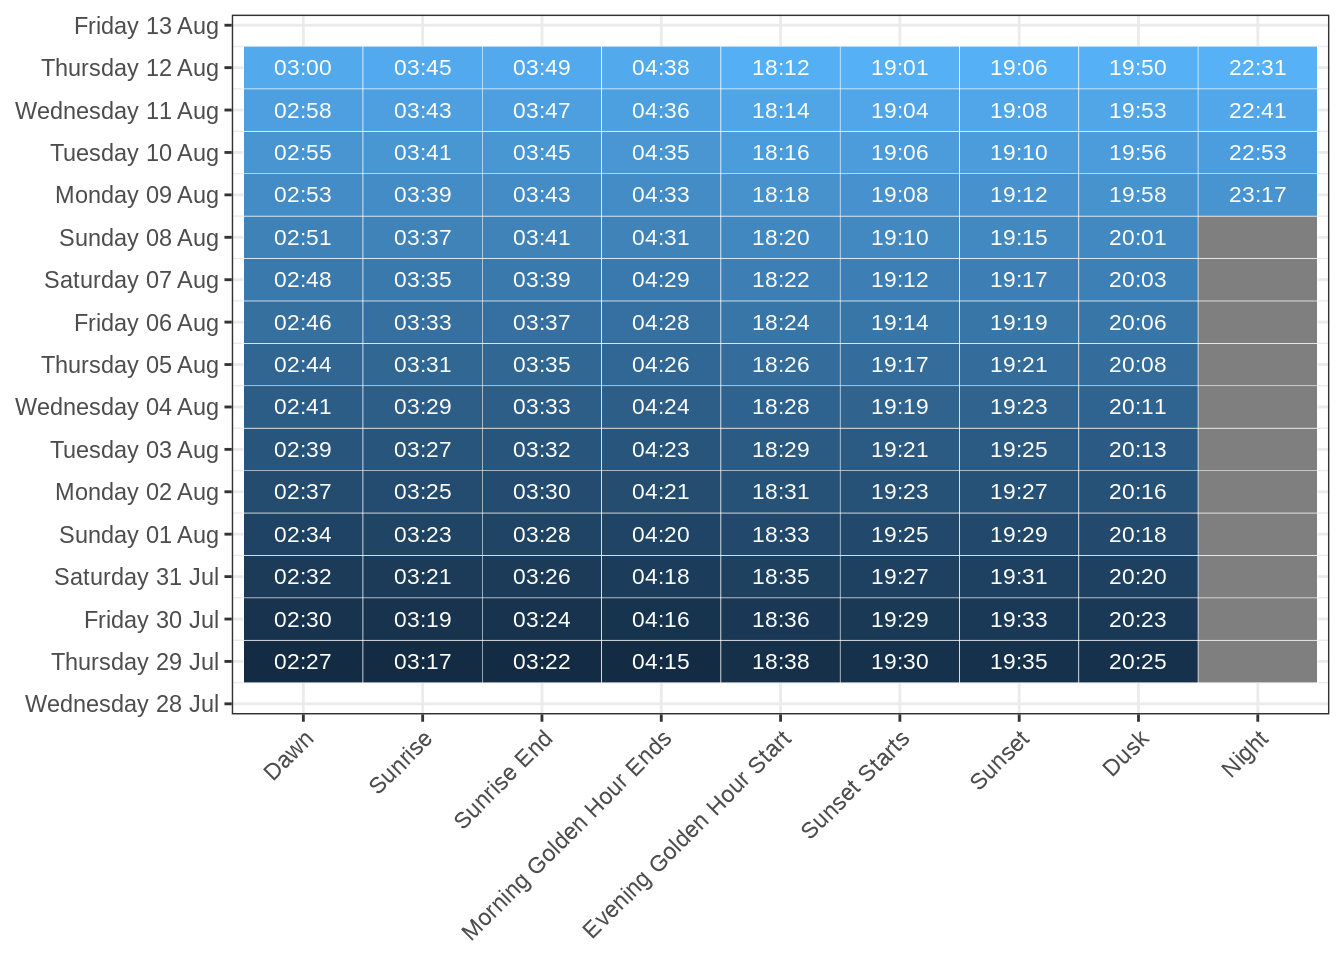 Friday 13 Aug
Thursday 12 Aug 03:00 03:45 03:49 04:38 18:12 19:01 19:06 19:50 22:31
Wednesday 11 Aug 02:58 03:43 03:47 04:36 18:14 19:04 19:08 19:53 22:41
Tuesday 10 Aug 02:55 03:41 03:45 04:35 18:16 19:06 19:10 19:56 22:53
Monday 09 Aug 02:53 03:39 03:43 04:33 18:18 19:08 19:12 19:58 23:17
Sunday 08 Aug 02:51 03:37 03:41 04:31 18:20 19:10 19:15 20:01
Saturday 07 Aug 02:48 03:35 03:39 04:29 18:22 19:12 19:17 20:03
Friday 06 Aug 02:46 03:33 03:37 04:28 18:24 19:14 19:19 20:06
Thursday 05 Aug 02:44 03:31 03:35 04:26 18:26 19:17 19:21 20:08
Wednesday 04 Aug 02:41 03:29 03:33 04:24 18:28 19:19 19:23 20:11
Tuesday 03 Aug 02:39 03:27 03:32 04:23 18:29 19:21 19:25 20:13
Monday 02 Aug 02:37 03:25 03:30 04:21 18:31 19:23 19:27 20:16
Sunday 01 Aug 02:34 03:23 03:28 04:20 18:33 19:25 19:29 20:18
Saturday 31 Jul 02:32 03:21 03:26 04:18 18:35 19:27 19:31 20:20
Friday 30 Jul 02:30 03:19 03:24 04:16 18:36 19:29 19:33 20:23
Thursday 29 Jul 02:27 03:17 03:22 04:15 18:38 19:30 19:35 20:25
Wednesday 28 Jul
Dawn
Sunrise
Sunrise End
Morning Golden Hour Ends
Evening Golden Hour Start
Sunset Starts
Sunset
Dusk
Night